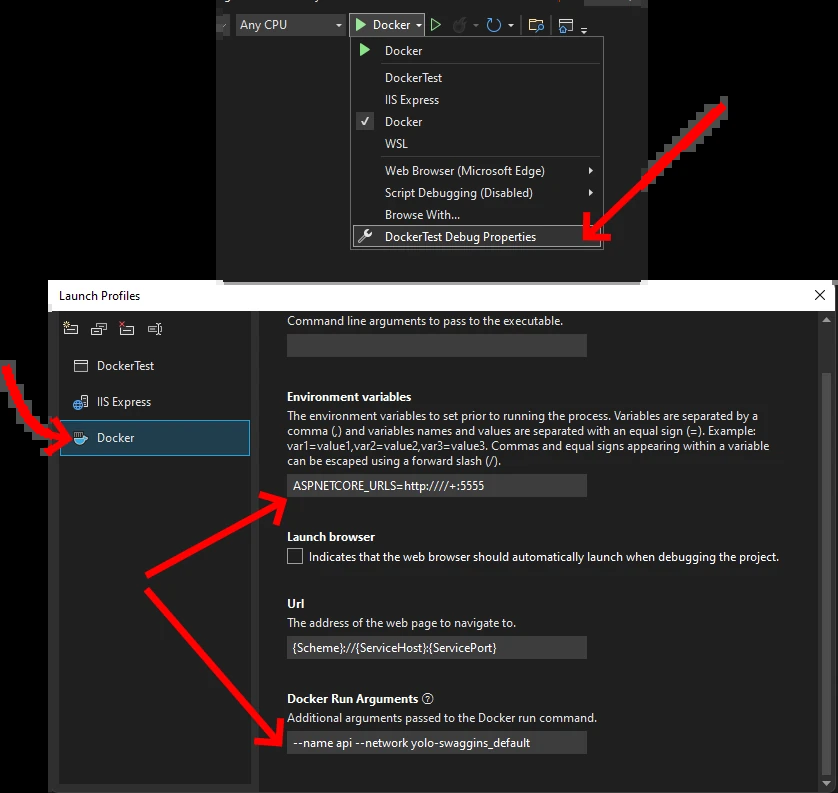 Any CPU
Docker
Docker
DockerTest
IIS Express
Docker
WSL
Web Browser (Microsoft Edge)
Script Debugging (Disabled)
Browse With...
DockerTest Debug Properties
Launch Profiles
DockerTest
IIS Express
Docker
Command line arguments to pass to the executable.
Environment variables
The environment variables to set prior to running the process. Variables are separated by a
comma (,) and variables names and values are separated with an equal sign (=). Example:
var1=value1,var2=value2,var3=value3. Commas and equal signs appearing within a variable
can be escaped using a forward slash (/).
ASPNETCORE_URLS=http:////+:5555
Launch browser
Indicates that the web browser should automatically launch when debugging the project.
Url
The address of the web page to navigate to.
{Scheme}://{ServiceHost}:{ServicePort}
Docker Run Arguments ?
Additional arguments passed to the Docker run command.
--name api --network yolo-swaggins_default